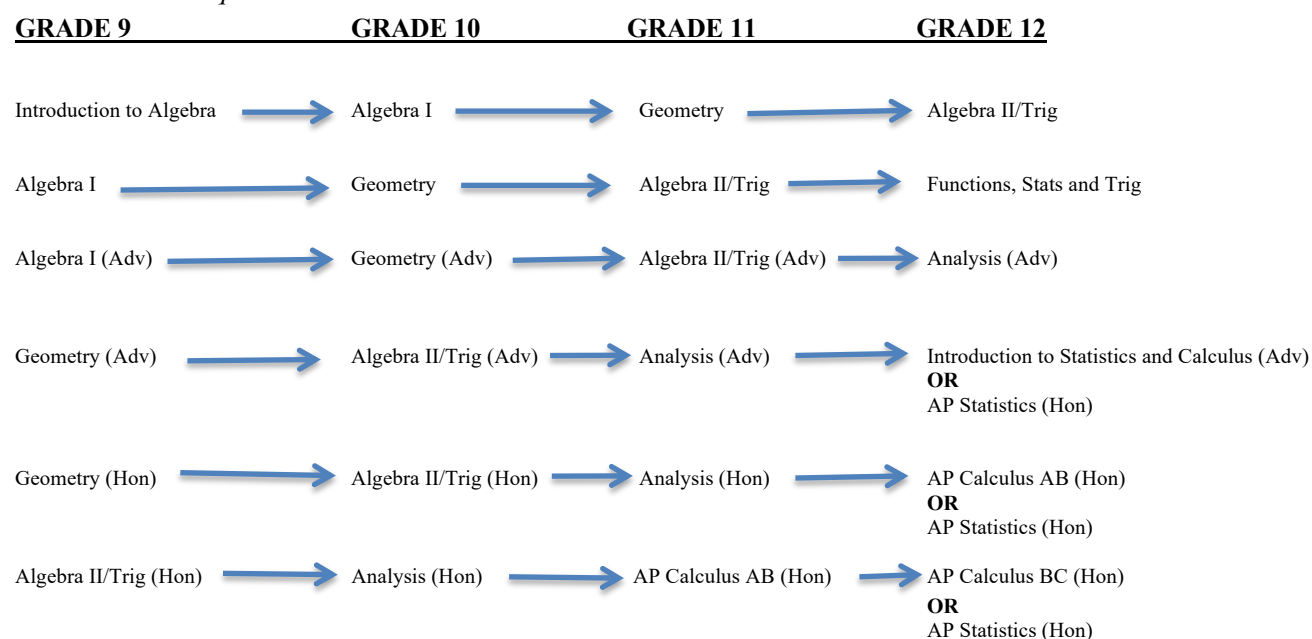 GRADE 9 GRADE 10 GRADE 11 GRADE 12
Introduction to Algebra Algebra I Geometry Algebra II/Trig
Algebra I Geometry Algebra II/Trig Functions, Stats and Trig
Algebra I (Adv) Geometry (Adv) Algebra II/Trig (Adv) Analysis (Adv)
Geometry (Adv) Algebra II/Trig (Adv) Analysis (Adv) Introduction to Statistics and Calculus (Adv)
OR
AP Statistics (Hon)
Geometry (Hon) Algebra II/Trig (Hon) Analysis (Hon) AP Calculus AB (Hon)
OR
AP Statistics (Hon)
Algebra II/Trig (Hon) Analysis (Hon) AP Calculus AB (Hon) AP Calculus BC (Hon)
OR
AP Statistics (Hon)